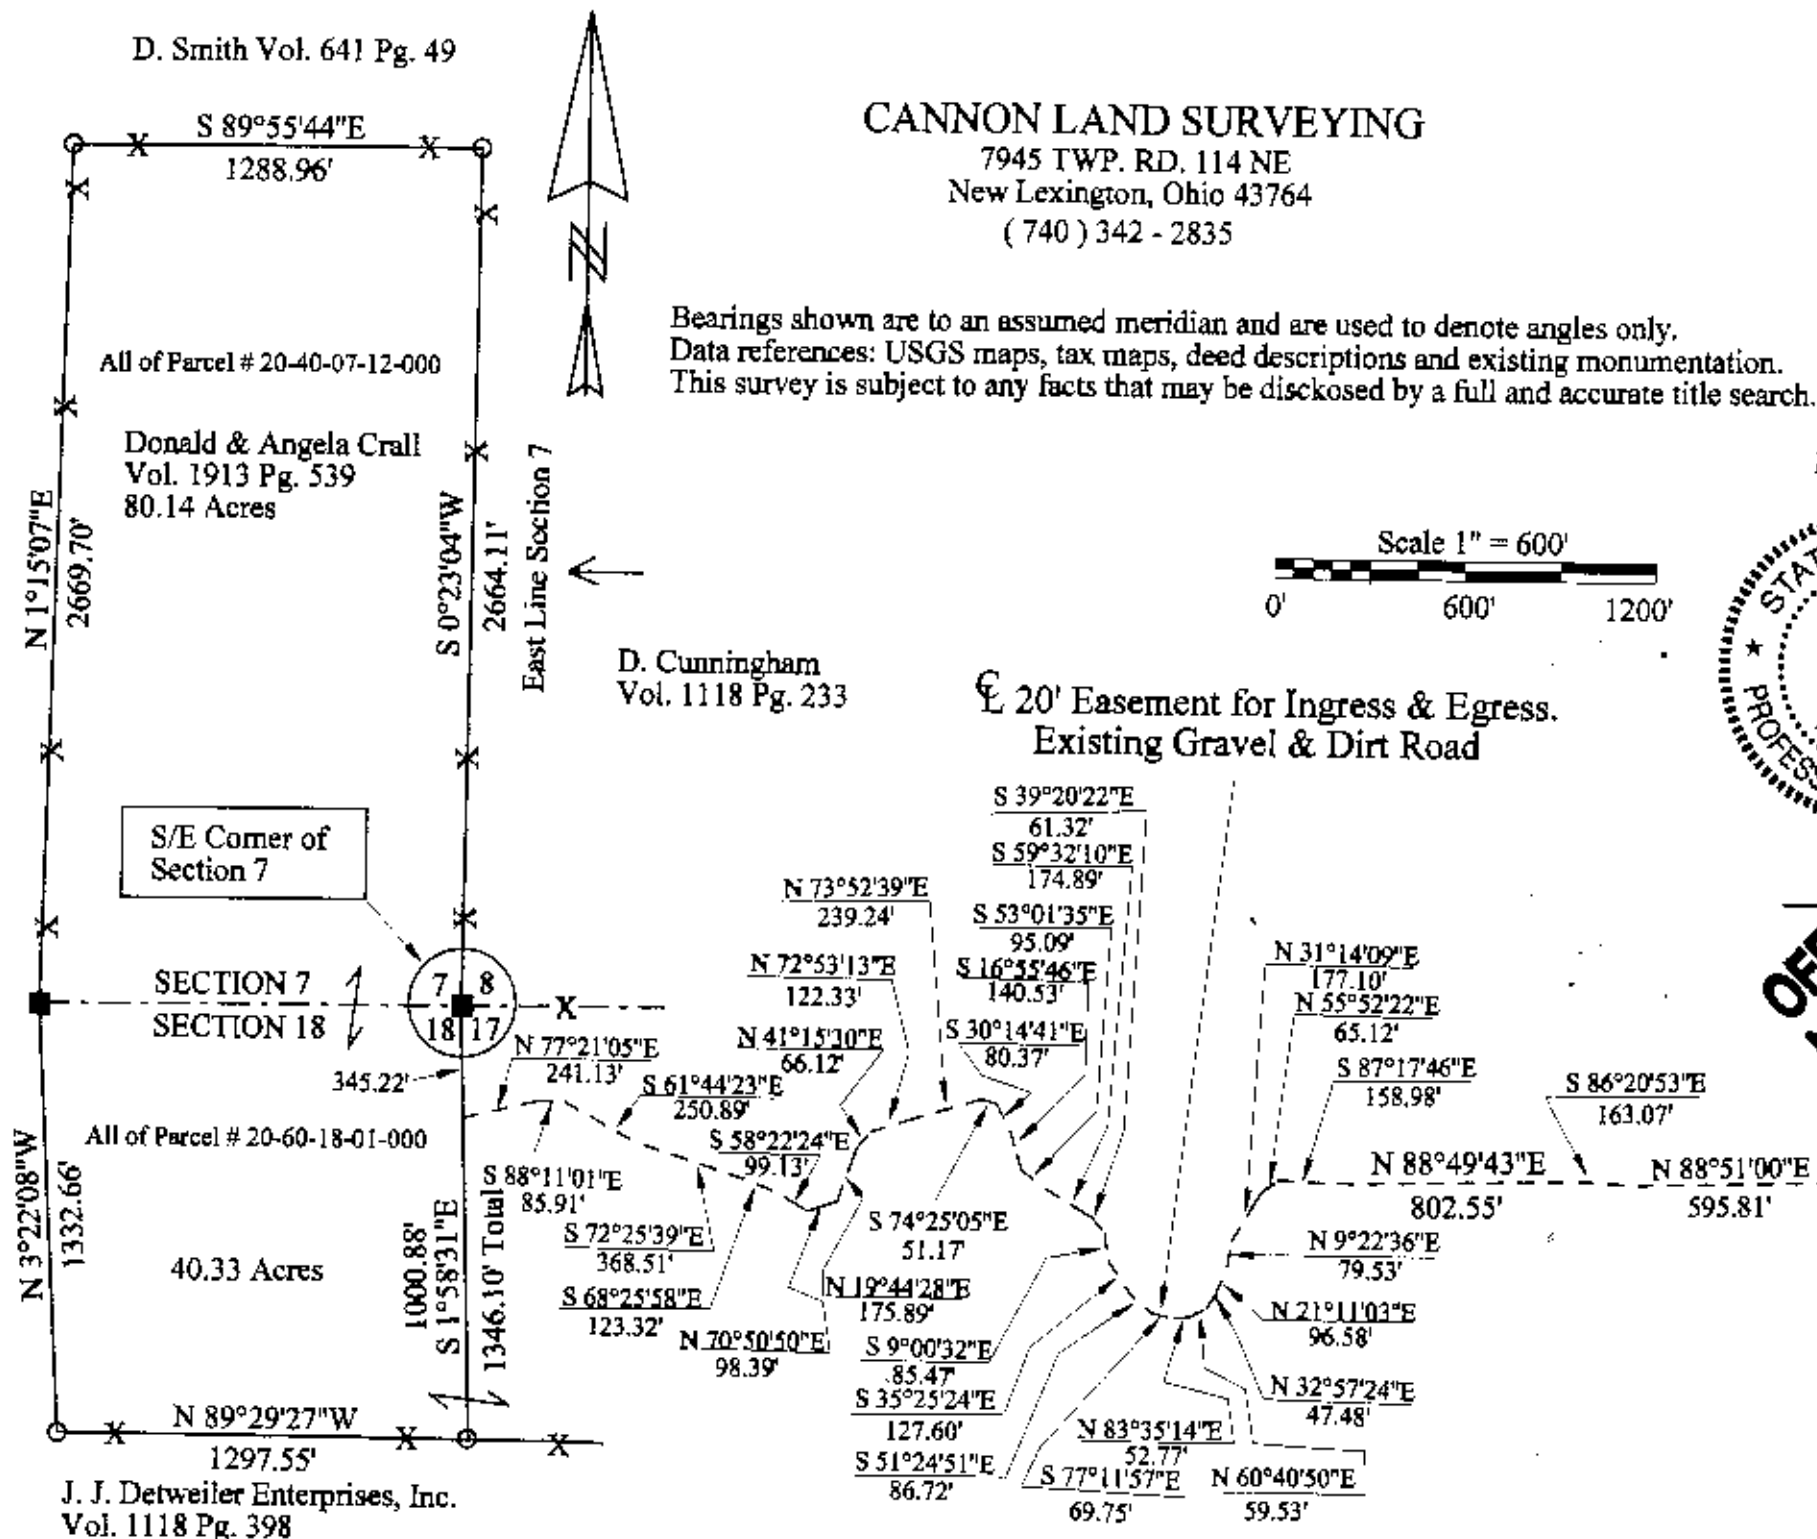 D. Smith Vol. 641 Pg. 49
S 89°55'44"E
1288.96'
CANNON LAND SURVEYING
7945 TWP. RD. 114 NE
New Lexington, Ohio 43764
( 740 ) 342 - 2835
N
Bearings shown are to an assumed meridian and are used to denote angles only.
Data references: USGS maps, tax maps, deed descriptions and existing monumentation.
This survey is subject to any facts that may be disckosed by a full and accurate title search.
All of Parcel # 20-40-07-12-000
Donald & Angela Crall
Vol. 1913 Pg. 539
80.14 Acres
N 1°15'07"E
2669.70'
S 0°23'04"W
2664.11'
East Line Section 7
Scale 1" = 600'
0' 600' 1200'
D. Cunningham
Vol. 1118 Pg. 233
℄ 20' Easement for Ingress & Egress.
Existing Gravel & Dirt Road
S/E Corner of
Section 7
SECTION 7
SECTION 18
7 8
18 17
345.22'
All of Parcel # 20-60-18-01-000
40.33 Acres
N 3°22'08"W
1332.66'
1000.88'
S 1°58'31"E
1346.10' Total
N 89°29'27"W
1297.55'
J. J. Detweiler Enterprises, Inc.
Vol. 1118 Pg. 398
N 77°21'05"E
241.13'
S 88°11'01"E
85.91'
S 61°44'23"E
250.89'
S 72°25'39"E
368.51'
S 68°25'58"E
123.32'
S 58°22'24"E
99.13'
N 70°50'50"E
98.39'
N 19°44'28"E
175.89'
N 41°15'30"E
66.12'
N 72°53'13"E
122.33'
N 73°52'39"E
239.24'
S 74°25'05"E
51.17'
S 30°14'41"E
80.37'
S 16°55'46"E
140.53'
S 53°01'35"E
95.09'
S 59°32'10"E
174.89'
S 39°20'22"E
61.32'
S 9°00'32"E
85.47'
S 35°25'24"E
127.60'
S 51°24'51"E
86.72'
S 77°11'57"E
69.75'
N 83°35'14"E
52.77'
N 60°40'50"E
59.53'
N 32°57'24"E
47.48'
N 21°11'03"E
96.58'
N 9°22'36"E
79.53'
N 31°14'09"E
177.10'
N 55°52'22"E
65.12'
S 87°17'46"E
158.98'
N 88°49'43"E
802.55'
S 86°20'53"E
163.07'
N 88°51'00"E
595.81'